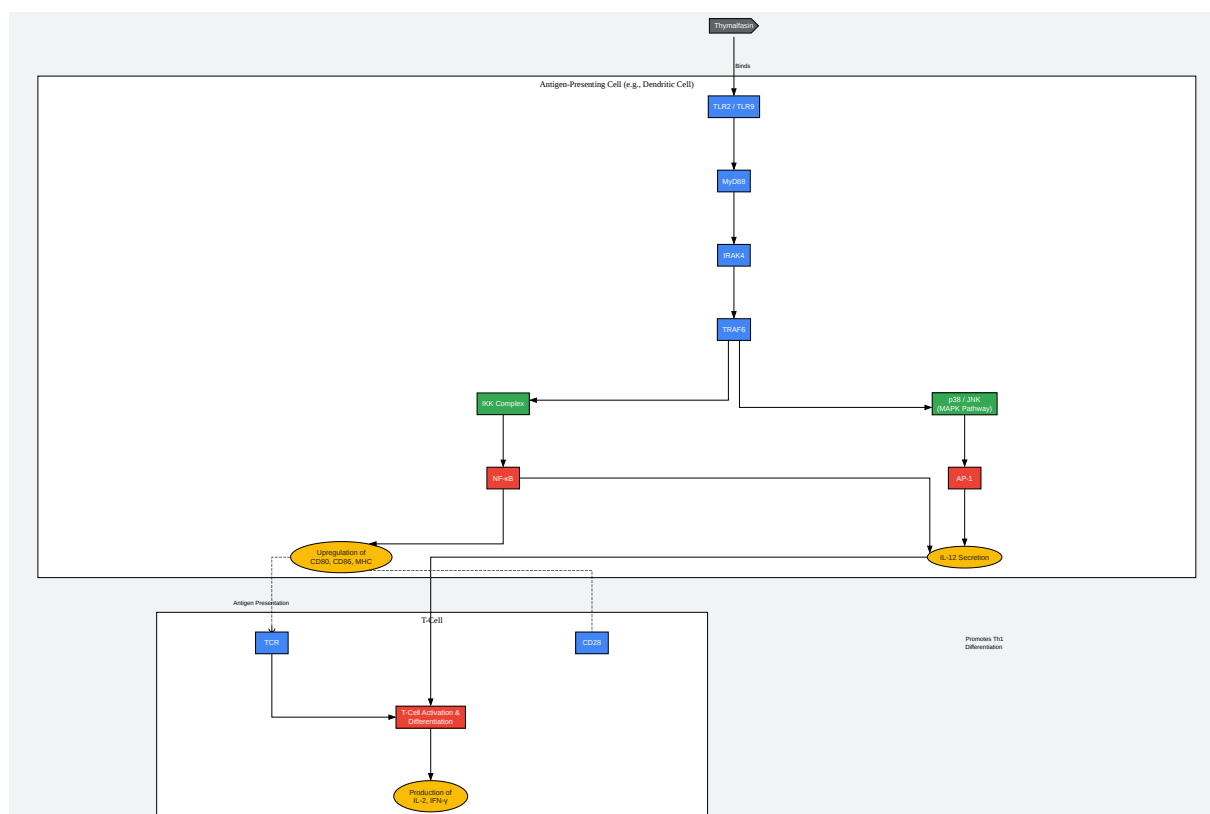 Thymalfasin
Binds
Antigen-Presenting Cell (e.g., Dendritic Cell)
TLR2 / TLR9
MyD88
IRAK4
TRAF6
IKK Complex
p38 / JNK
(MAPK Pathway)
NF-κB
AP-1
Upregulation of
CD80, CD86, MHC
IL-12 Secretion
Antigen Presentation
T-Cell
TCR
CD28
Promotes Th1
Differentiation
T-Cell Activation &
Differentiation
Production of
IL-2, IFN-γ